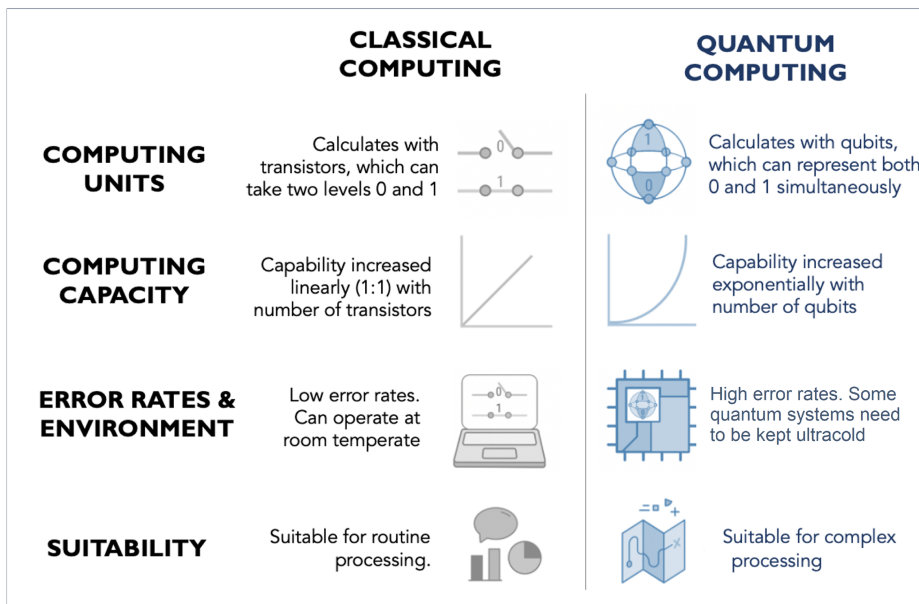 CLASSICAL
COMPUTING
QUANTUM
COMPUTING
COMPUTING
UNITS
Calculates with
transistors, which can
take two levels 0 and 1
0
1
1
0
Calculates with qubits,
which can represent both
0 and 1 simultaneously
COMPUTING
CAPACITY
Capability increased
linearly (1:1) with
number of transistors
Capability increased
exponentially with
number of qubits
ERROR RATES &
ENVIRONMENT
Low error rates.
Can operate at
room temperate
0
1
High error rates. Some
quantum systems need
to be kept ultracold
SUITABILITY
Suitable for routine
processing.
Suitable for complex
processing